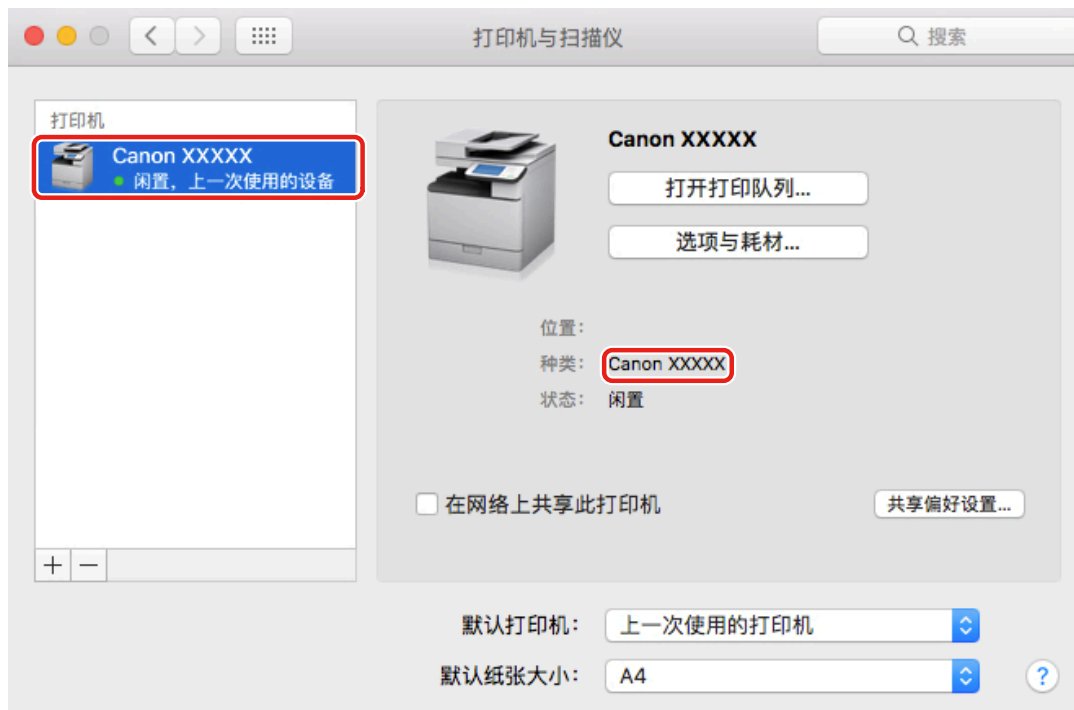 打印机与扫描仪
搜索
打印机
Canon XXXXX
闲置，上一次使用的设备
Canon XXXXX
打开打印队列...
选项与耗材...
位置：
种类： Canon XXXXX
状态： 闲置
在网络上共享此打印机
共享偏好设置...
+ −
默认打印机： 上一次使用的打印机
默认纸张大小： A4
?